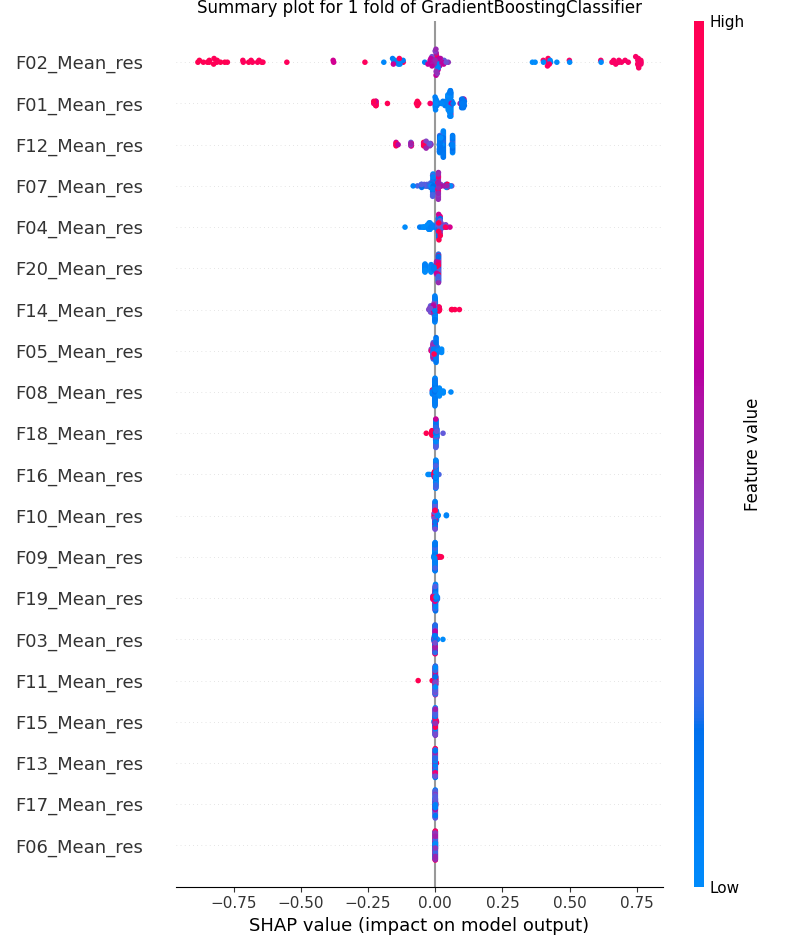 Summary plot for 1 fold of GradientBoostingClassifier
High
F02_Mean_res
F01_Mean_res
F12_Mean_res
F07_Mean_res
F04_Mean_res
F20_Mean_res
F14_Mean_res
F05_Mean_res
F08_Mean_res
F18_Mean_res
F16_Mean_res
F10_Mean_res
F09_Mean_res
F19_Mean_res
F03_Mean_res
F11_Mean_res
F15_Mean_res
F13_Mean_res
F17_Mean_res
F06_Mean_res
Feature value
Low
−0.75 −0.50 −0.25 0.00 0.25 0.50 0.75
SHAP value (impact on model output)